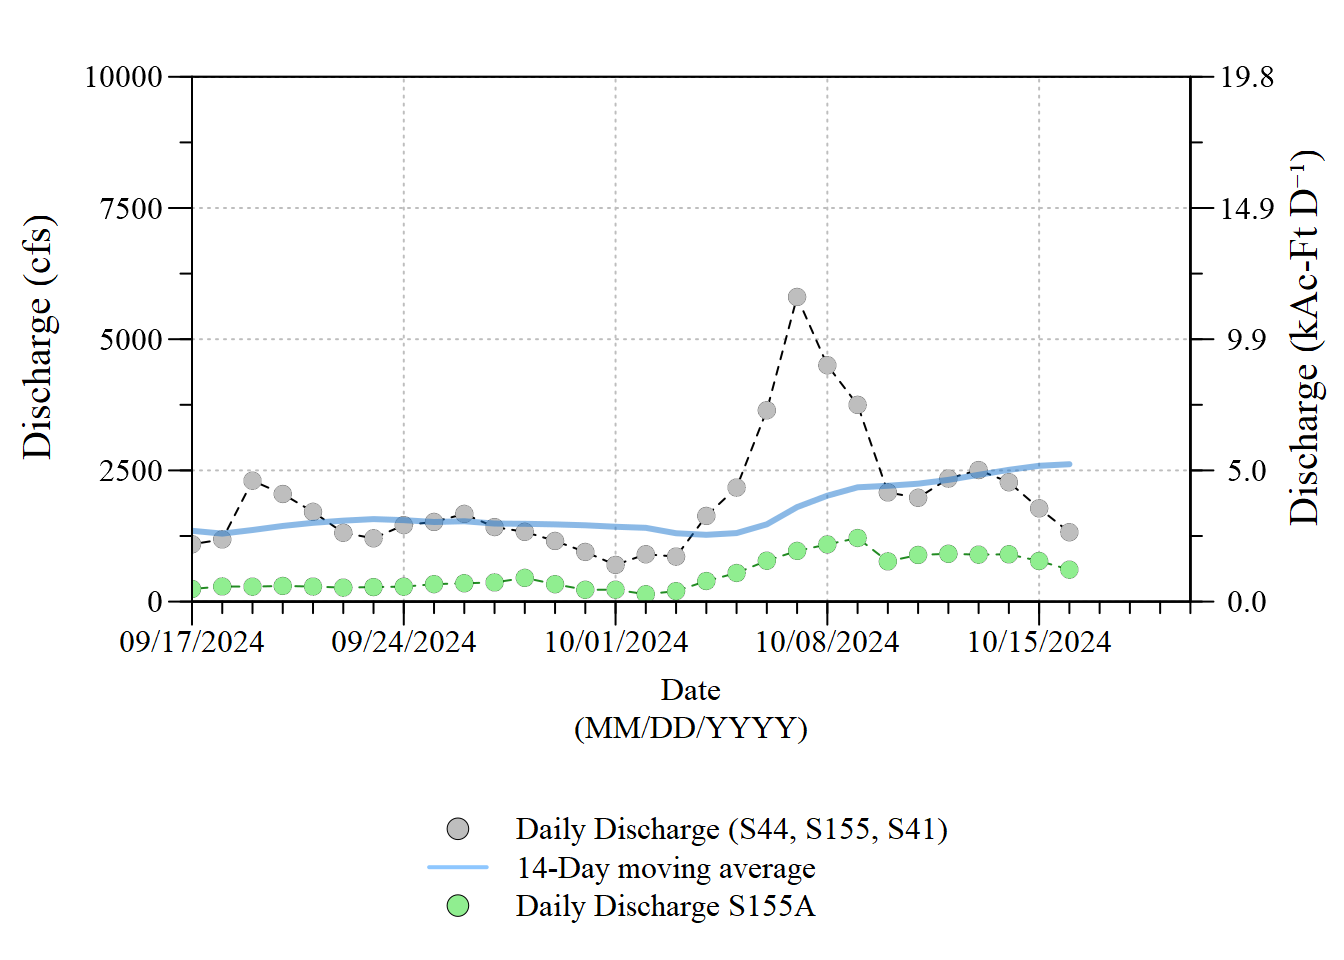 10000
7500
5000
2500
0
Discharge (cfs)
19.8
14.9
9.9
5.0
0.0
Discharge (kAc-Ft D⁻¹)
09/17/2024
09/24/2024
10/01/2024
10/08/2024
10/15/2024
Date
(MM/DD/YYYY)
Daily Discharge (S44, S155, S41)
14-Day moving average
Daily Discharge S155A